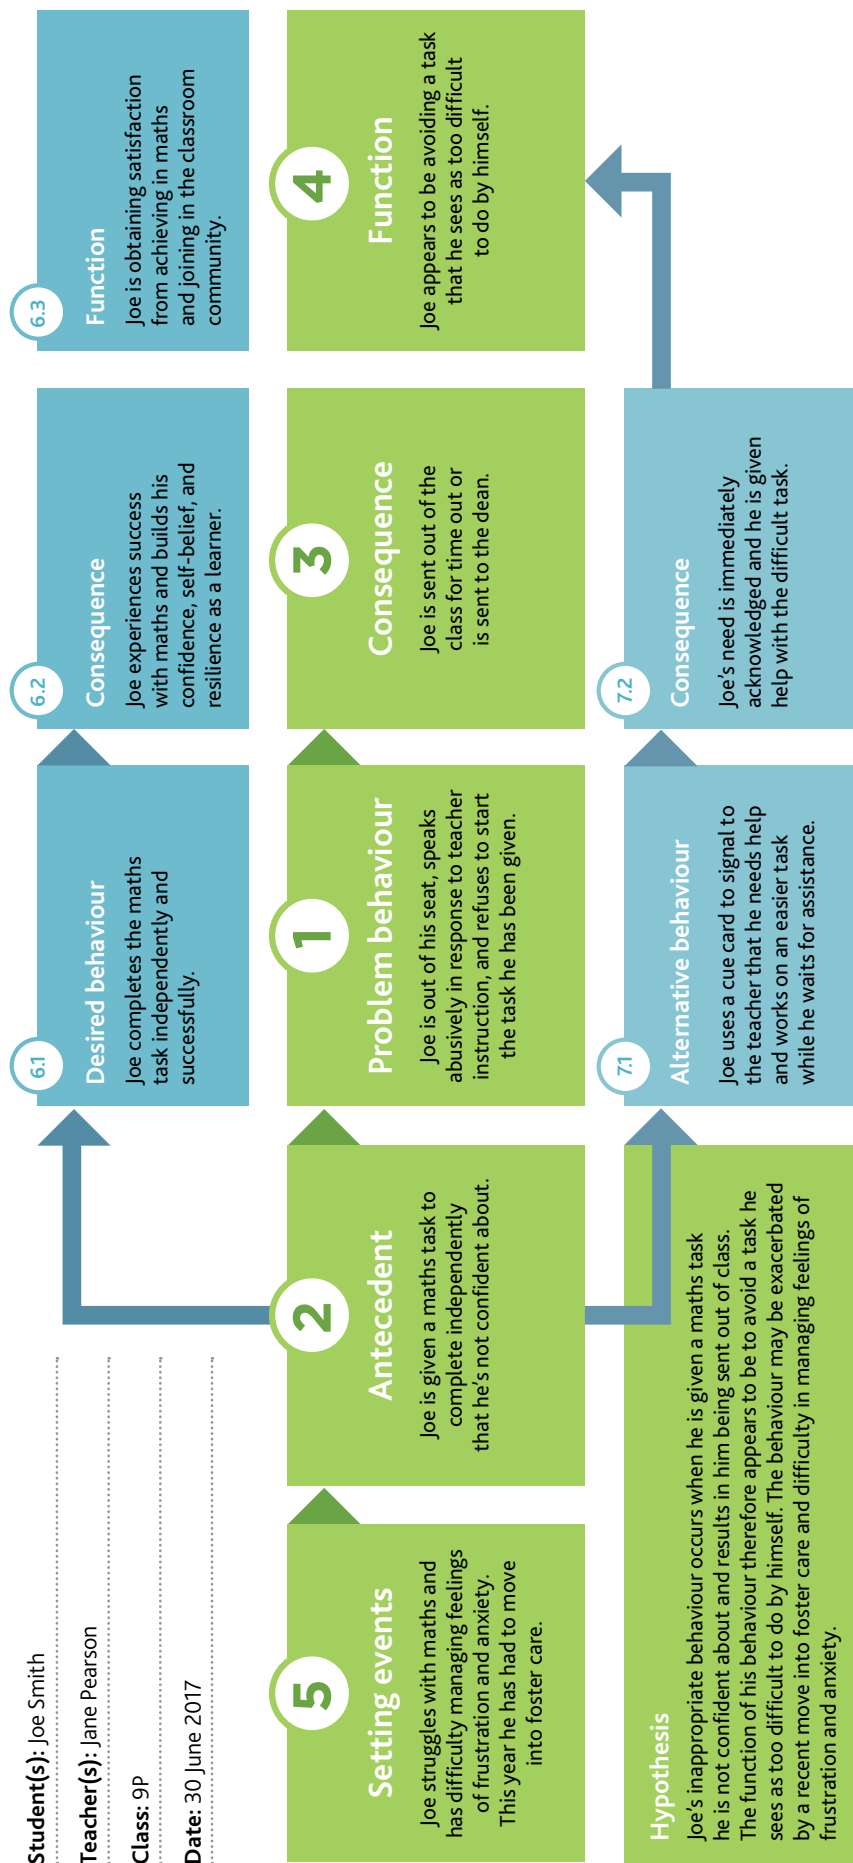 Student(s): Joe Smith
Teacher(s): Jane Pearson
Class: 9P
Date: 30 June 2017
6.1
Desired behaviour
Joe completes the maths
task independently and
successfully.
6.2
Consequence
Joe experiences success
with maths and builds his
confidence, self-belief, and
resilience as a learner.
6.3
Function
Joe is obtaining satisfaction
from achieving in maths
and joining in the classroom
community.
5
Setting events
Joe struggles with maths and
has difficulty managing feelings
of frustration and anxiety.
This year he has had to move
into foster care.
2
Antecedent
Joe is given a maths task to
complete independently
that he's not confident about.
1
Problem behaviour
Joe is out of his seat, speaks
abusively in response to teacher
instruction, and refuses to start
the task he has been given.
3
Consequence
Joe is sent out of the
class for time out or
is sent to the dean.
4
Function
Joe appears to be avoiding a task
that he sees as too difficult
to do by himself.
Hypothesis
Joe's inappropriate behaviour occurs when he is given a maths task
he is not confident about and results in him being sent out of class.
The function of his behaviour therefore appears to be to avoid a task he
sees as too difficult to do by himself. The behaviour may be exacerbated
by a recent move into foster care and difficulty in managing feelings of
frustration and anxiety.
7.1
Alternative behaviour
Joe uses a cue card to signal to
the teacher that he needs help
and works on an easier task
while he waits for assistance.
7.2
Consequence
Joe's need is immediately
acknowledged and he is given
help with the difficult task.